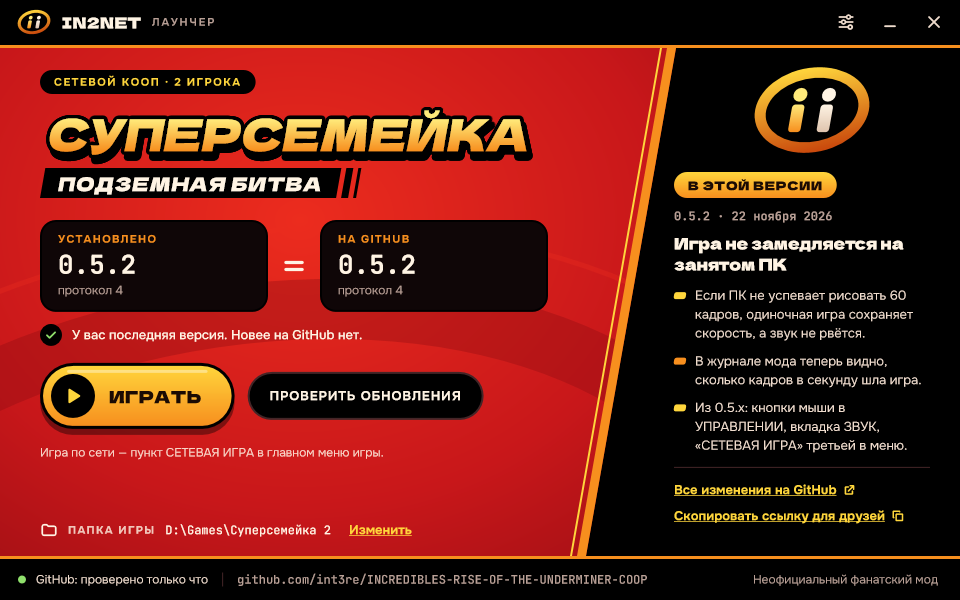 ii IN2NET ЛАУНЧЕР
СЕТЕВОЙ КООП · 2 ИГРОКА
СУПЕРСЕМЕЙКА
ПОДЗЕМНАЯ БИТВА
УСТАНОВЛЕНО
0.5.2
протокол 4
=
НА GITHUB
0.5.2
протокол 4
У вас последняя версия. Новее на GitHub нет.
ИГРАТЬ
ПРОВЕРИТЬ ОБНОВЛЕНИЯ
Игра по сети — пункт СЕТЕВАЯ ИГРА в главном меню игры.
ПАПКА ИГРЫ D:\Games\Суперсемейка 2 Изменить
ii
В ЭТОЙ ВЕРСИИ
0.5.2 · 22 ноября 2026
Игра не замедляется на
занятом ПК
Если ПК не успевает рисовать 60
кадров, одиночная игра сохраняет
скорость, а звук не рвётся.
В журнале мода теперь видно,
сколько кадров в секунду шла игра.
Из 0.5.x: кнопки мыши в
УПРАВЛЕНИИ, вкладка ЗВУК,
«СЕТЕВАЯ ИГРА» третьей в меню.
Все изменения на GitHub
Скопировать ссылку для друзей
GitHub: проверено только что
github.com/int3re/INCREDIBLES-RISE-OF-THE-UNDERMINER-COOP
Неофициальный фанатский мод